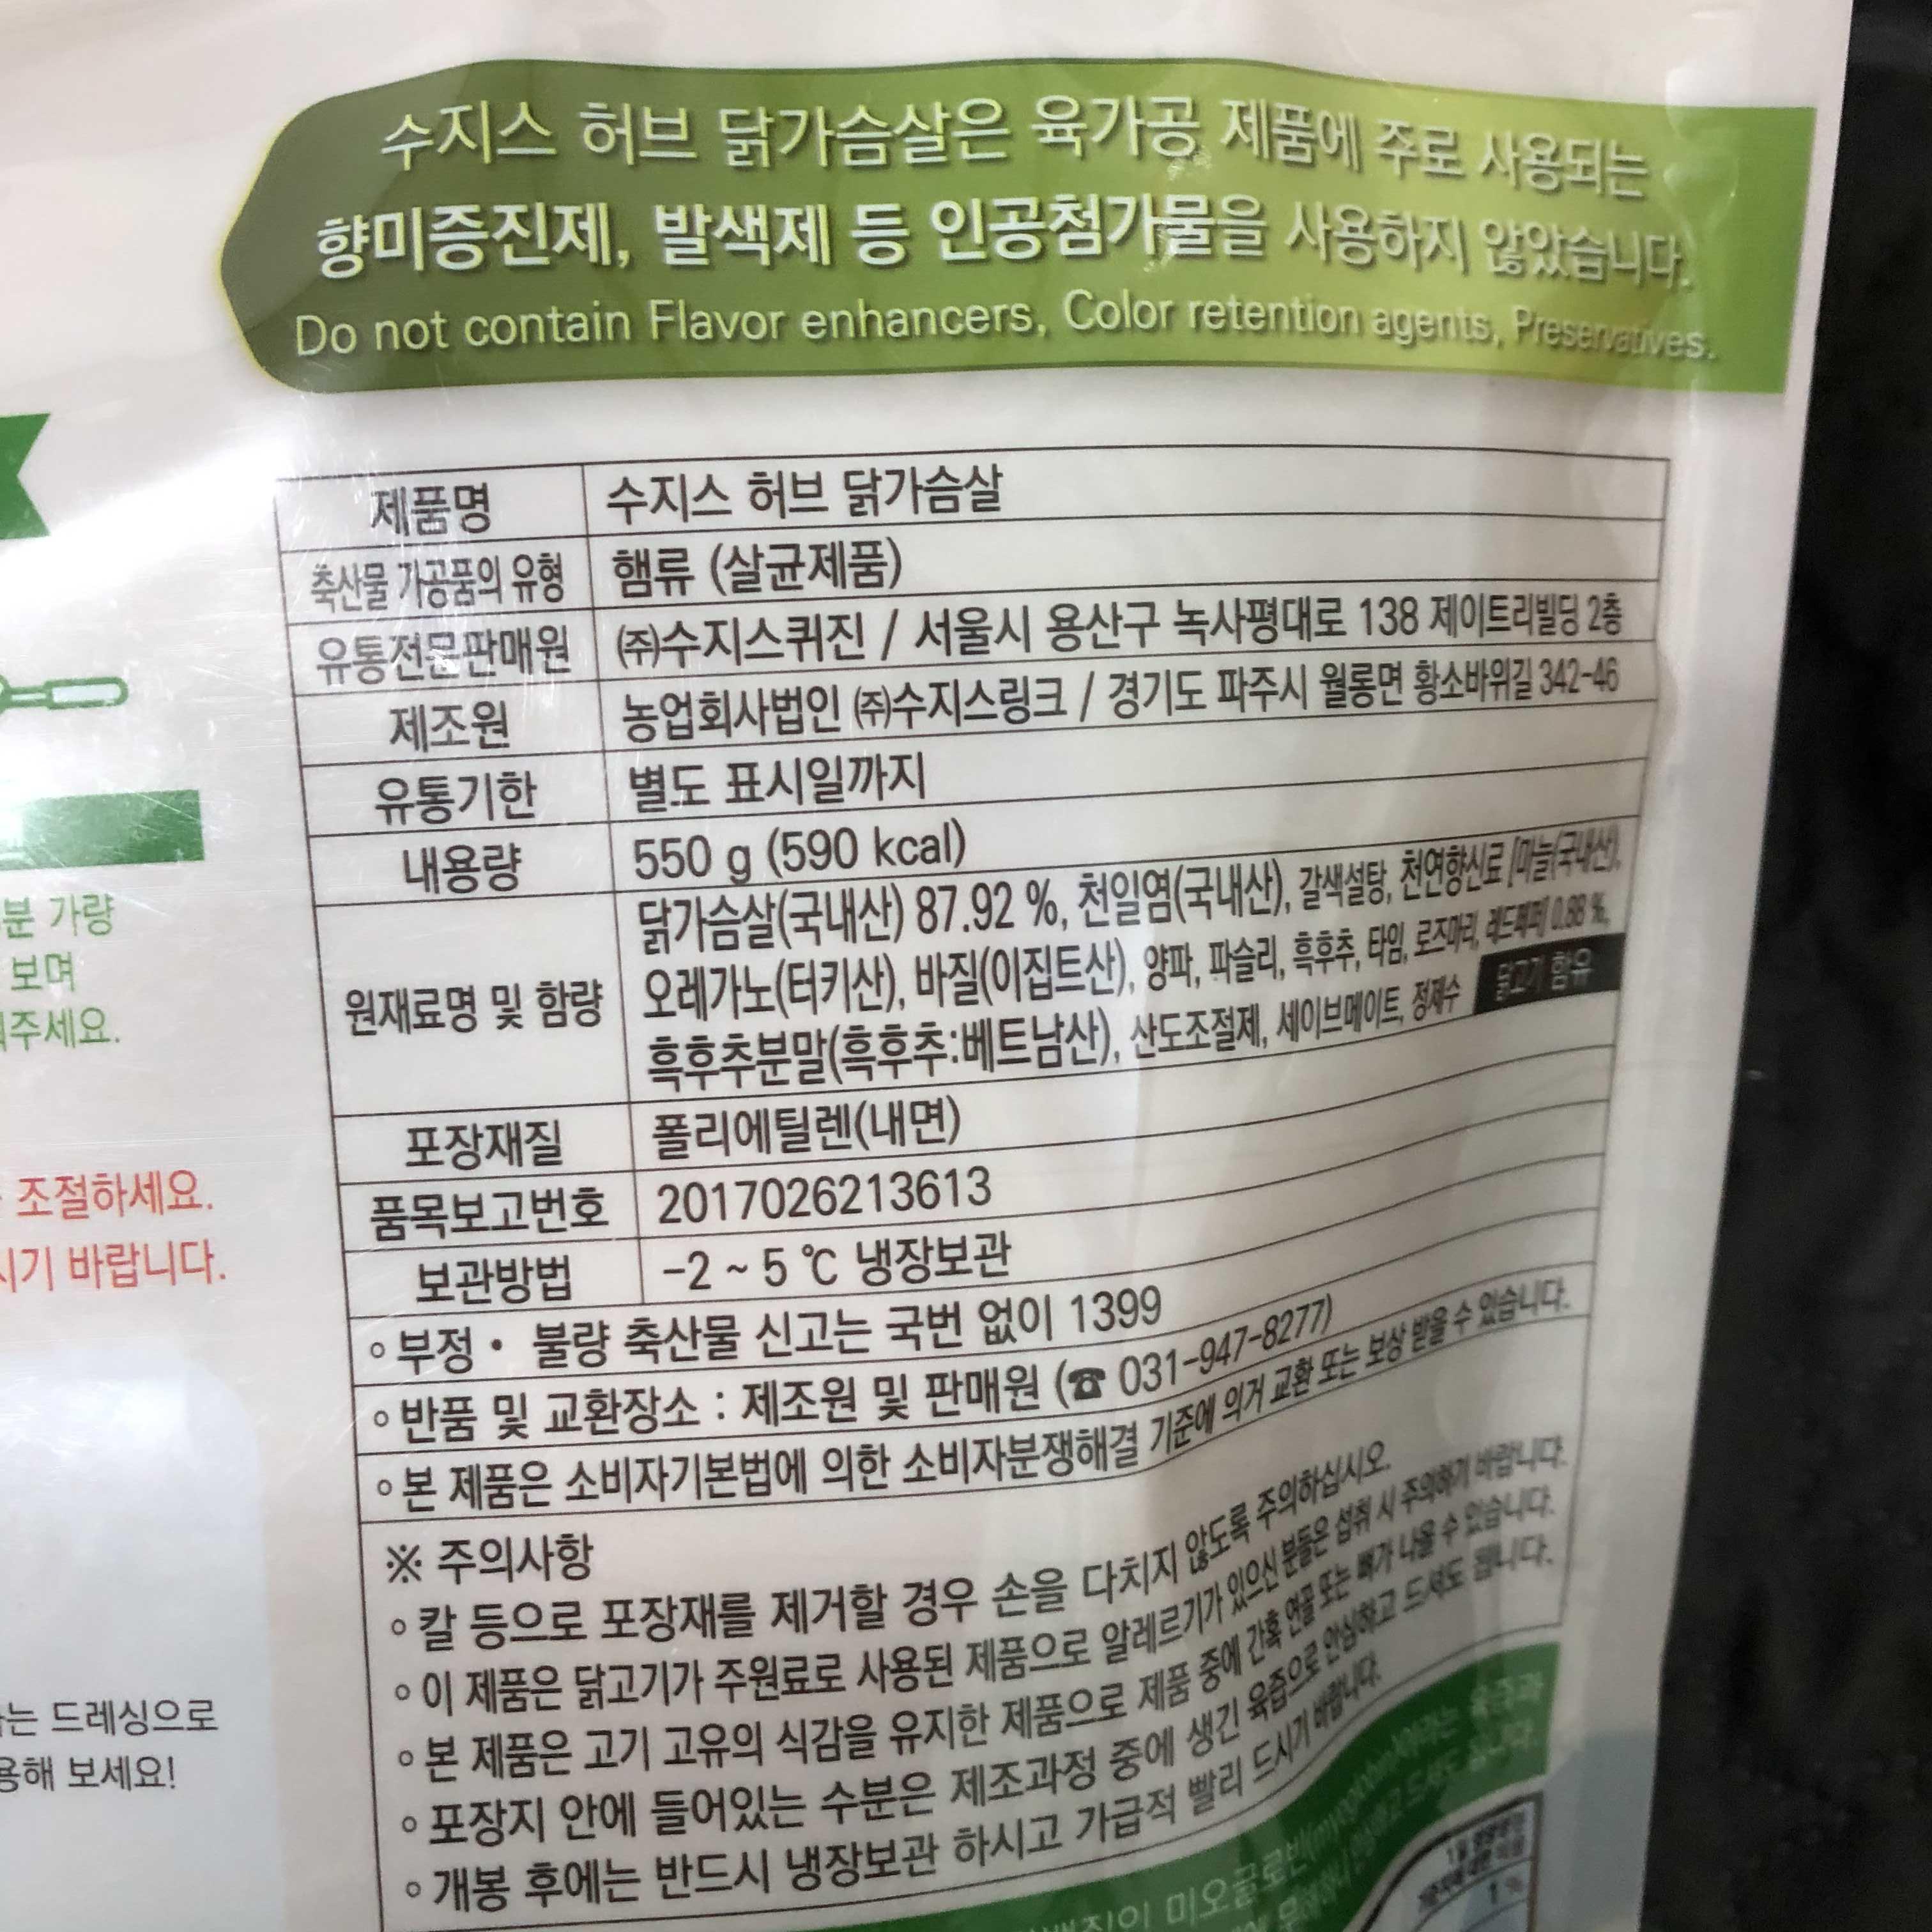 수지스 허브 닭가슴살은 육가공 제품에 주로 사용되는
향미증진제, 발색제 등 인공첨가물을 사용하지 않았습니다.
Do not contain Flavor enhancers, Color retention agents, Preservatives.
제품명 수지스 허브 닭가슴살
축산물 가공품의 유형 햄류 (살균제품)
유통전문판매원 ㈜수지스퀴진 / 서울시 용산구 녹사평대로 138 제이트리빌딩 2층
제조원 농업회사법인 ㈜수지스링크 / 경기도 파주시 월롱면 황소바위길 342-46
유통기한 별도 표시일까지
내용량 550 g (590 kcal)
원재료명 및 함량
닭가슴살(국내산) 87.92 %, 천일염(국내산), 갈색설탕, 천연향신료 [마늘(국내산),
오레가노(터키산), 바질(이집트산), 양파, 파슬리, 흑후추, 타임, 로즈마리, 레드페퍼] 0.88 %,
흑후추분말(흑후추:베트남산), 산도조절제, 세이브메이트, 정제수 닭고기 함유
포장재질 폴리에틸렌(내면)
품목보고번호 2017026213613
보관방법 -2 ~ 5 ℃ 냉장보관
◦ 부정 • 불량 축산물 신고는 국번 없이 1399
◦ 반품 및 교환장소 : 제조원 및 판매원 (☎ 031-947-8277)
◦ 본 제품은 소비자기본법에 의한 소비자분쟁해결 기준에 의거 교환 또는 보상 받을 수 있습니다.
※ 주의사항
◦ 칼 등으로 포장재를 제거할 경우 손을 다치지 않도록 주의하십시오.
◦ 이 제품은 닭고기가 주원료로 사용된 제품으로 알레르기가 있으신 분들은 섭취 시 주의하기 바랍니다.
◦ 본 제품은 고기 고유의 식감을 유지한 제품으로 제품 중에 간혹 연골 또는 뼈가 나올 수 있습니다.
◦ 포장지 안에 들어있는 수분은 제조과정 중에 생긴 육즙으로 안심하고 드셔도 됩니다.
◦ 개봉 후에는 반드시 냉장보관 하시고 가급적 빨리 드시기 바랍니다.
분 가량
보며
주세요.
조절하세요.
시기 바랍니다.
는 드레싱으로
용해 보세요!
미오글로빈(myoglobin)이라는
1 %